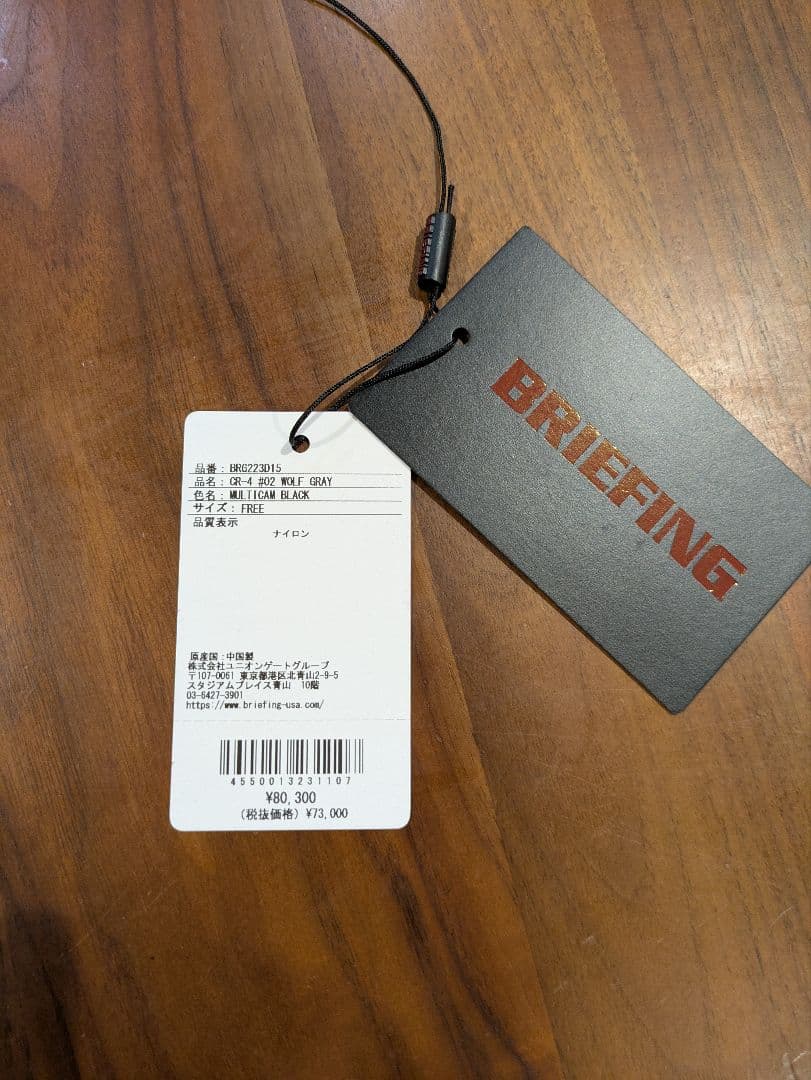 BRIEFING
品番: BRG223D15
品名: CR-4 #02 WOLF GRAY
色名: MULTICAM BLACK
サイズ: FREE
品質表示
ナイロン
原産国:中国製
株式会社ユニオンゲートグループ
〒107-0061 東京都港区北青山2-9-5
スタジアムプレイス青山 10階
03-6427-3901
https://www.briefing-usa.com/
4550013231107
¥80,300
(税抜価格) ¥73,000